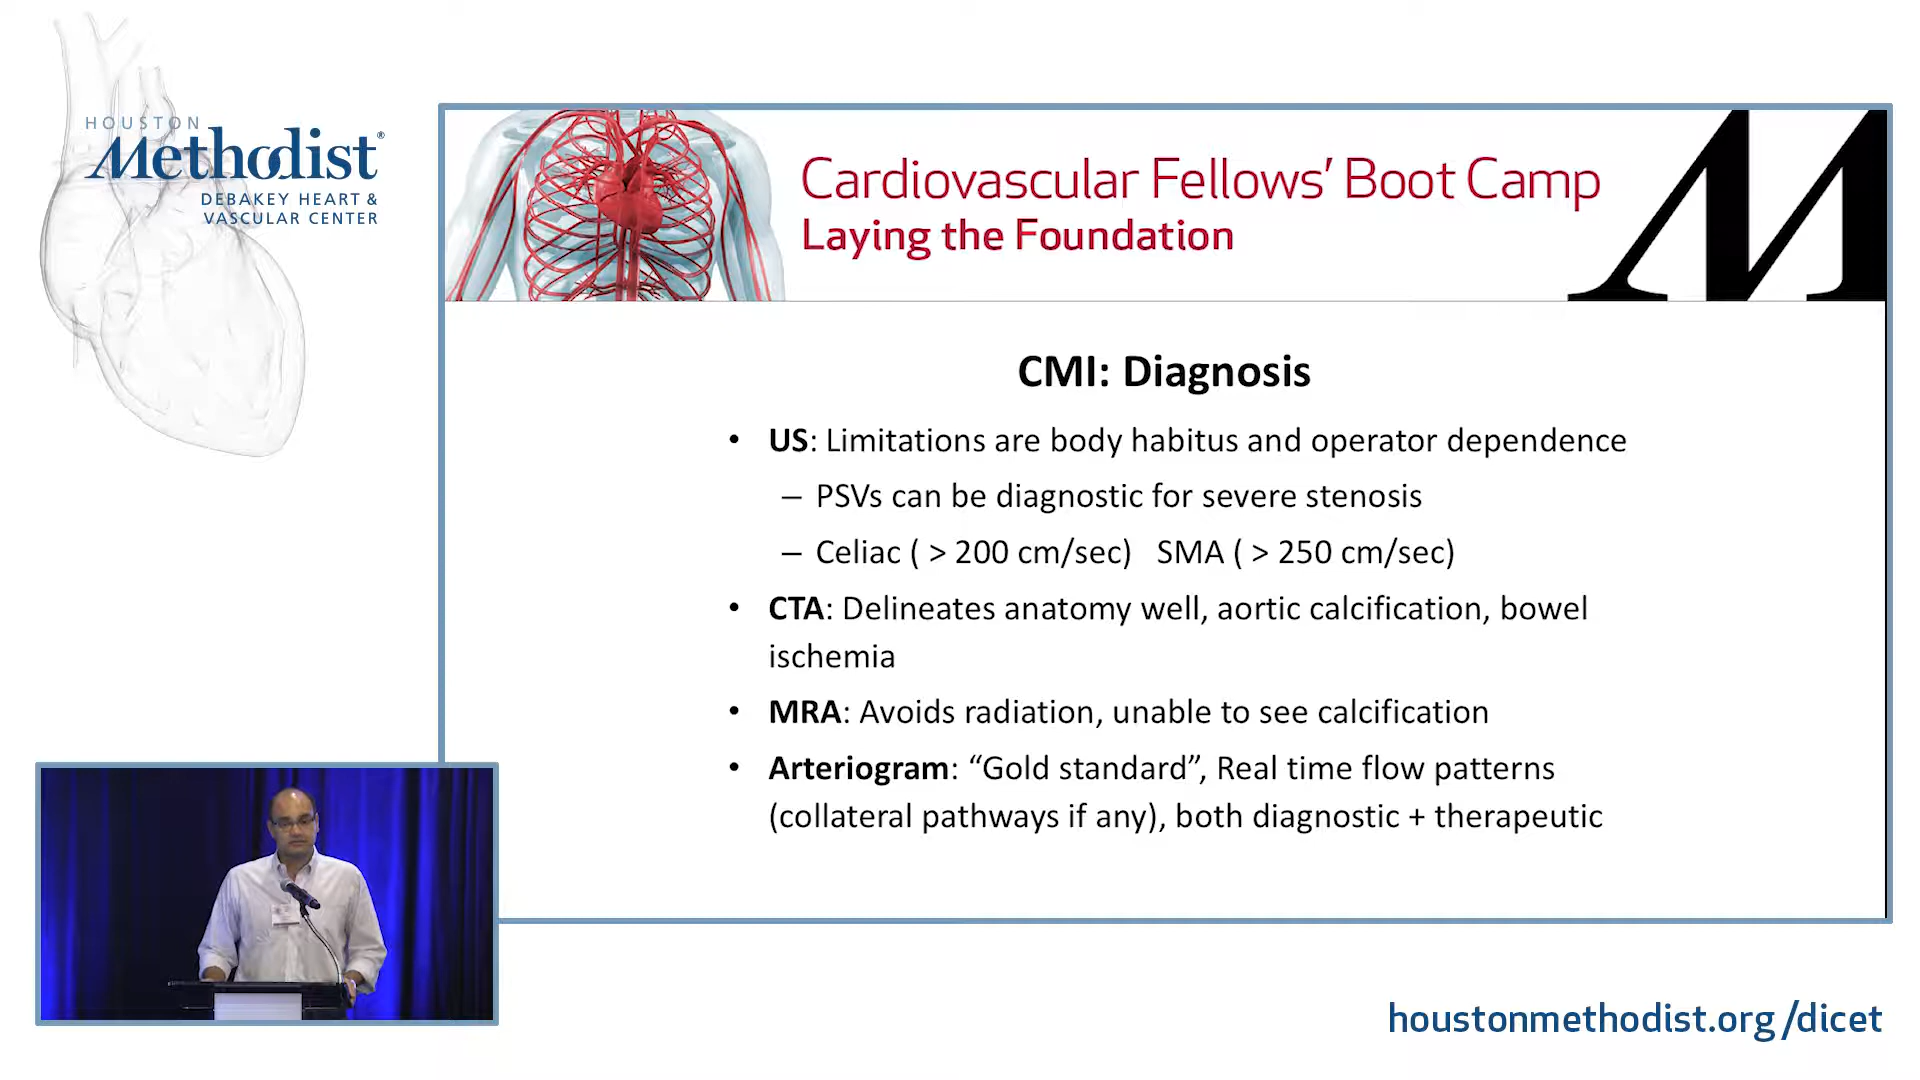 HOUSTON
Methodist®
DEBAKEY HEART &
VASCULAR CENTER
Cardiovascular Fellows’ Boot Camp
Laying the Foundation
M
CMI: Diagnosis
• US: Limitations are body habitus and operator dependence
– PSVs can be diagnostic for severe stenosis
– Celiac ( > 200 cm/sec) SMA ( > 250 cm/sec)
• CTA: Delineates anatomy well, aortic calcification, bowel
ischemia
• MRA: Avoids radiation, unable to see calcification
• Arteriogram: “Gold standard”, Real time flow patterns
(collateral pathways if any), both diagnostic + therapeutic
houstonmethodist.org/dicet